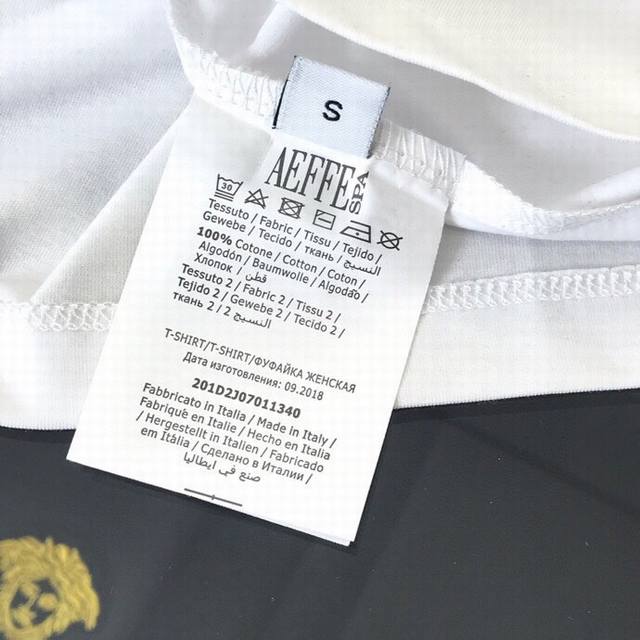 S
AEFFE SPA
30
Tessuto / Fabric / Tissu / Tejido /
Gewebe / Tecido / ткань / النسيج
100% Cotone / Cotton / Coton /
Algodón / Baumwolle / Algodão /
Хлопок / قطن
Tessuto 2 / Fabric 2 / Tissu 2 /
Tejido 2 / Gewebe 2 / Tecido 2 /
ткань 2 / النسيج 2
T-SHIRT/T-SHIRT/ФУФАЙКА ЖЕНСКАЯ
Дата изготовления: 09.2018
201D2J07011340
Fabbricato in Italia / Made in Italy /
Fabriqué en Italie / Hecho en Italia
/ Hergestellt in Italien / Fabricado
em Itália / Сделано в Италии /
صنع في ايطاليا